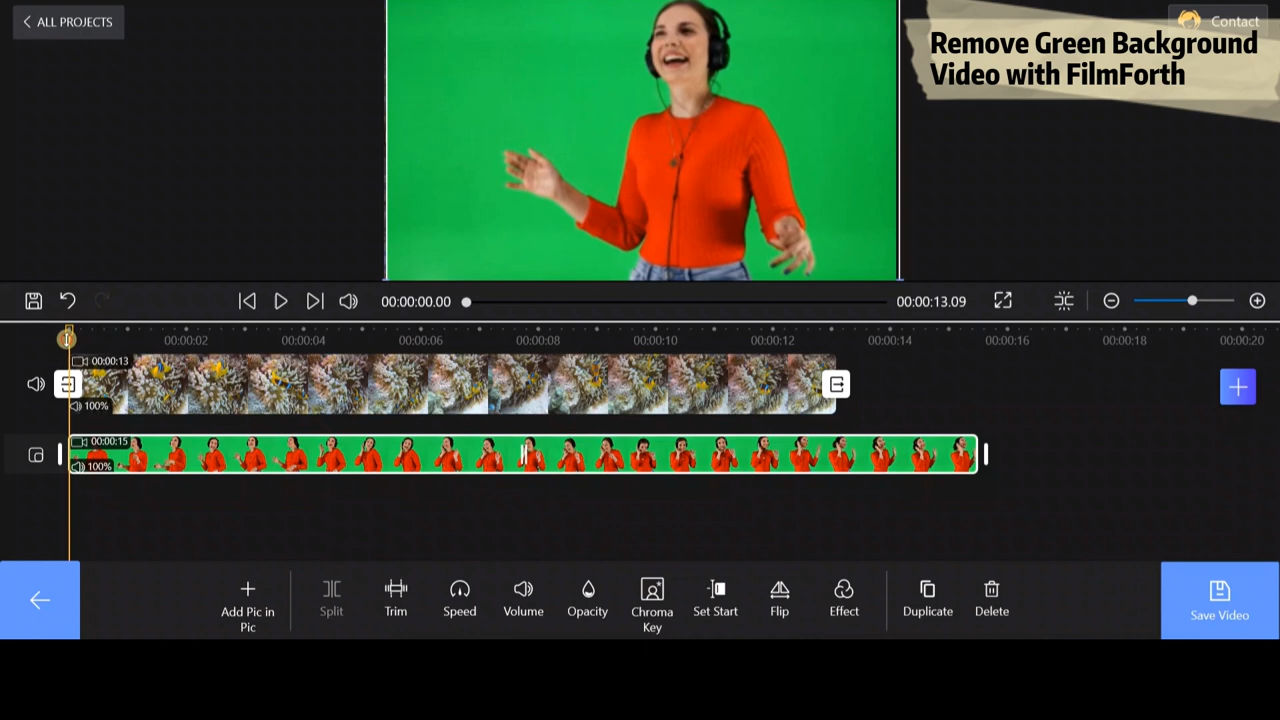 ALL PROJECTS
Contact
Remove Green Background
Video with FilmForth
00:00:00.00
00:00:13.09
00:00:02
00:00:04
00:00:06
00:00:08
00:00:10
00:00:12
00:00:14
00:00:16
00:00:18
00:00:20
00:00:13
100%
00:00:15
100%
Add Pic in
Pic
Split
Trim
Speed
Volume
Opacity
Chroma
Key
Set Start
Flip
Effect
Duplicate
Delete
Save Video